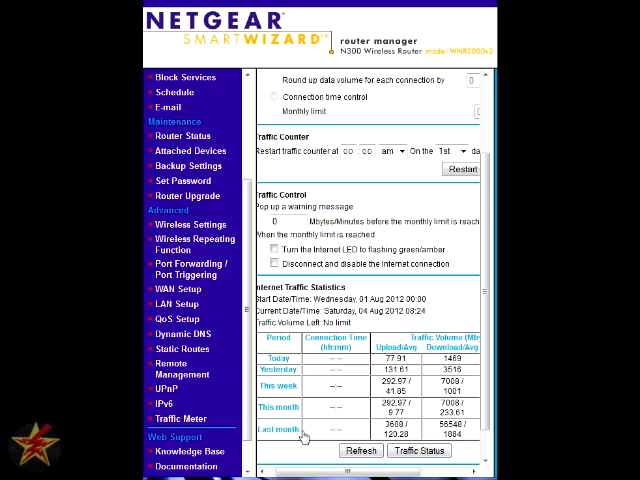 NETGEAR
SMARTWIZARD
router manager
N300 Wireless Router model WNR2000v2
Block Services
Schedule
E-mail
Maintenance
Router Status
Attached Devices
Backup Settings
Set Password
Router Upgrade
Advanced
Wireless Settings
Wireless Repeating
Function
Port Forwarding /
Port Triggering
WAN Setup
LAN Setup
QoS Setup
Dynamic DNS
Static Routes
Remote
Management
UPnP
IPv6
Traffic Meter
Web Support
Knowledge Base
Documentation
Round up data volume for each connection by 0
Connection time control
Monthly limit
Traffic Counter
Restart traffic counter at 00 : 00 am On the 1st da
Restart
Traffic Control
Pop up a warning message
0 Mbytes/Minutes before the monthly limit is reach
When the monthly limit is reached
Turn the Internet LED to flashing green/amber
Disconnect and disable the Internet connection
Internet Traffic Statistics
Start Date/Time: Wednesday, 01 Aug 2012 00:00
Current Date/Time: Saturday, 04 Aug 2012 08:24
Traffic Volume Left: No limit
Period Connection Time Traffic Volume (Mb
(hh:mm) Upload/Avg Download/Avg
Today --:-- 77.91 1469
Yesterday --:-- 131.61 3516
This week --:-- 292.97 / 7008 /
41.85 1001
This month --:-- 292.97 / 7008 /
9.77 233.61
Last month --:-- 3608 / 56548 /
120.28 1884
Refresh Traffic Status